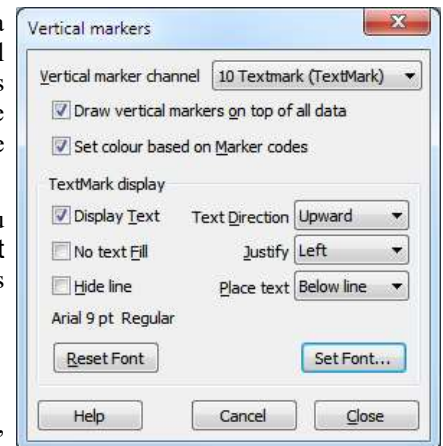 Vertical markers
Vertical marker channel 10 Textmark (TextMark)
Draw vertical markers on top of all data
Set colour based on Marker codes
TextMark display
Display Text Text Direction Upward
No text Fill Justify Left
Hide line Place text Below line
Arial 9 pt Regular
Reset Font Set Font...
Help Cancel Close